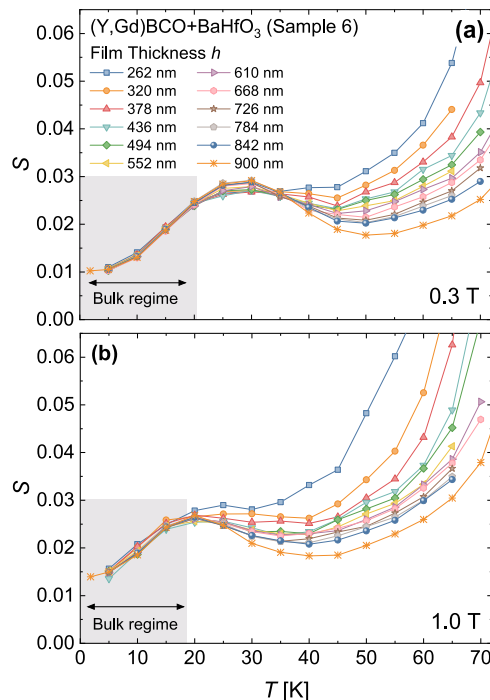 (Y,Gd)BCO+BaHfO₃ (Sample 6) (a)
Film Thickness h
262 nm 610 nm
320 nm 668 nm
378 nm 726 nm
436 nm 784 nm
494 nm 842 nm
552 nm 900 nm
0.06
0.05
0.04
S
0.03
0.02
0.01
0.00
Bulk regime
0.3 T
(b)
0.06
0.05
0.04
S
0.03
0.02
0.01
0.00
Bulk regime
1.0 T
0 10 20 30 40 50 60 70
T [K]